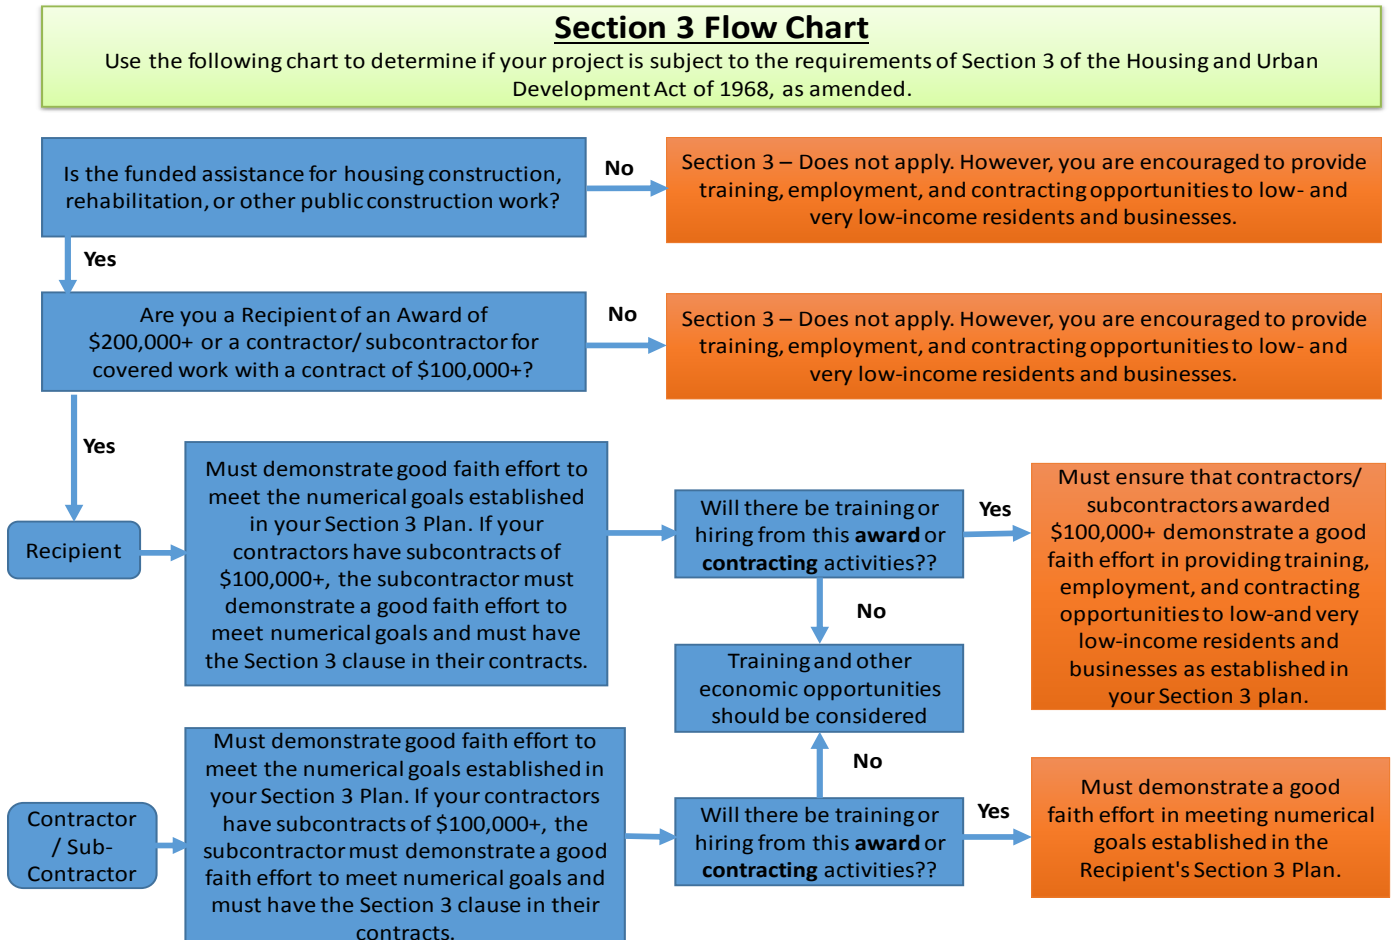 Section 3 Flow Chart
Use the following chart to determine if your project is subject to the requirements of Section 3 of the Housing and Urban
Development Act of 1968, as amended.
Is the funded assistance for housing construction,
rehabilitation, or other public construction work?
No
Section 3 – Does not apply. However, you are encouraged to provide
training, employment, and contracting opportunities to low- and
very low-income residents and businesses.
Yes
Are you a Recipient of an Award of
$200,000+ or a contractor/ subcontractor for
covered work with a contract of $100,000+?
No
Section 3 – Does not apply. However, you are encouraged to provide
training, employment, and contracting opportunities to low- and
very low-income residents and businesses.
Yes
Recipient
Must demonstrate good faith effort to
meet the numerical goals established
in your Section 3 Plan. If your
contractors have subcontracts of
$100,000+, the subcontractor must
demonstrate a good faith effort to
meet numerical goals and must have
the Section 3 clause in their contracts.
Will there be training or
hiring from this award or
contracting activities??
Yes
Must ensure that contractors/
subcontractors awarded
$100,000+ demonstrate a good
faith effort in providing training,
employment, and contracting
opportunities to low-and very
low-income residents and
businesses as established in
your Section 3 plan.
No
Training and other
economic opportunities
should be considered
No
Contractor
/ Sub-
Contractor
Must demonstrate good faith effort to
meet the numerical goals established in
your Section 3 Plan. If your contractors
have subcontracts of $100,000+, the
subcontractor must demonstrate a good
faith effort to meet numerical goals and
must have the Section 3 clause in their
contracts.
Will there be training or
hiring from this award or
contracting activities??
Yes
Must demonstrate a good
faith effort in meeting numerical
goals established in the
Recipient's Section 3 Plan.